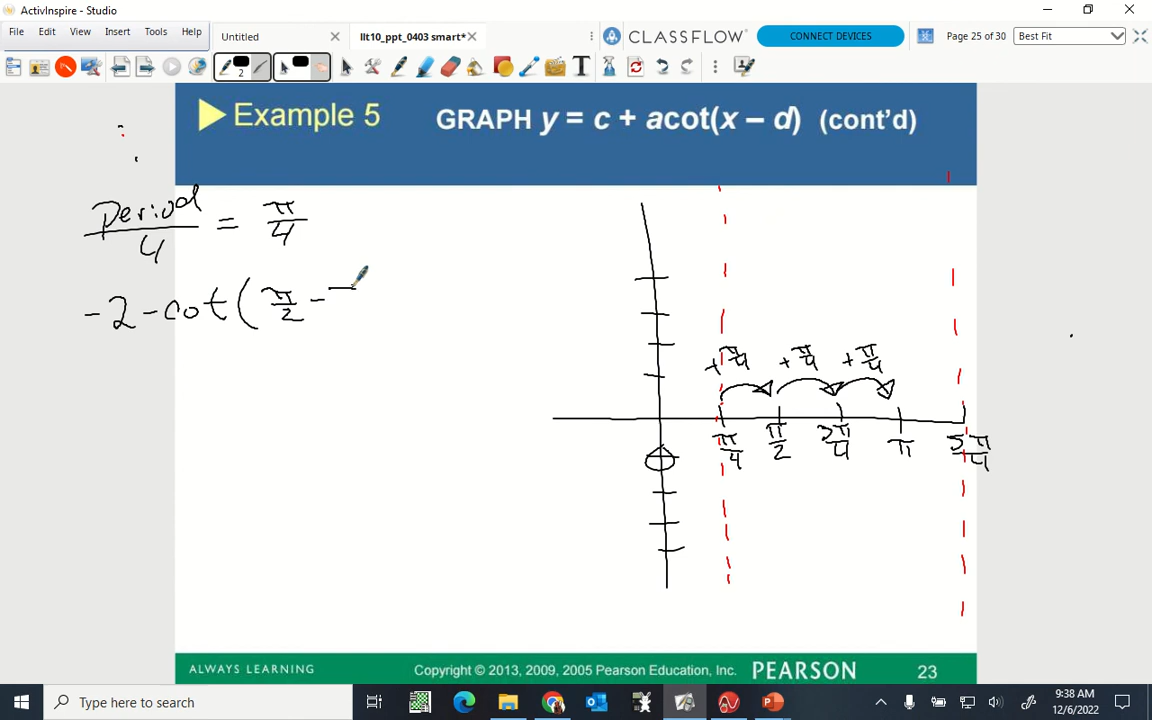 ActivInspire - Studio
File Edit View Insert Tools Help
Untitled
llt10_ppt_0403 smart*
CLASSFLOW
CONNECT DEVICES
Page 25 of 30
Best Fit
2
Example 5
GRAPH y = c + acot(x – d) (cont'd)
period/4 = π/4
-2-cot(π/2 -
+π/4 +π/4 +π/4
π/4 π/2 3π/4 π 5π/4
ALWAYS LEARNING
Copyright © 2013, 2009, 2005 Pearson Education, Inc.
PEARSON
23
Type here to search
9:38 AM
12/6/2022